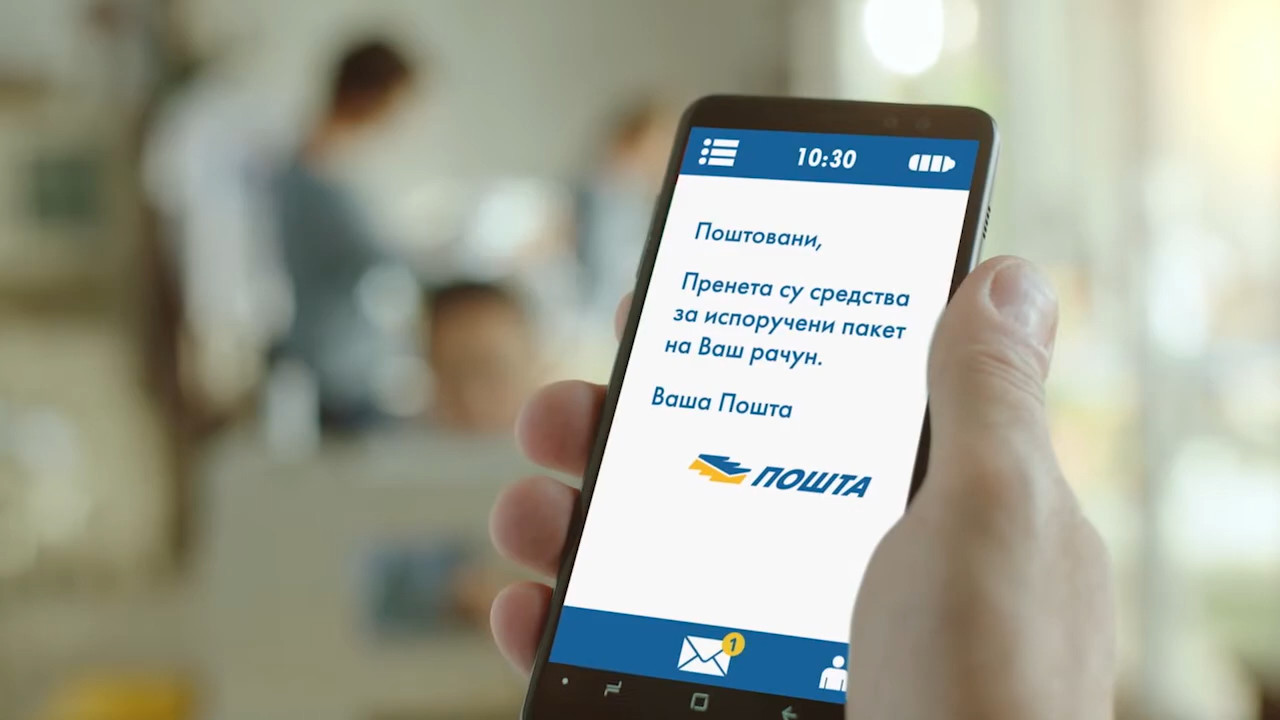 10:30
Поштовани,
Пренета су средства
за испоручени пакет
на Ваш рачун.
Ваша Пошта
ПОШТА
1